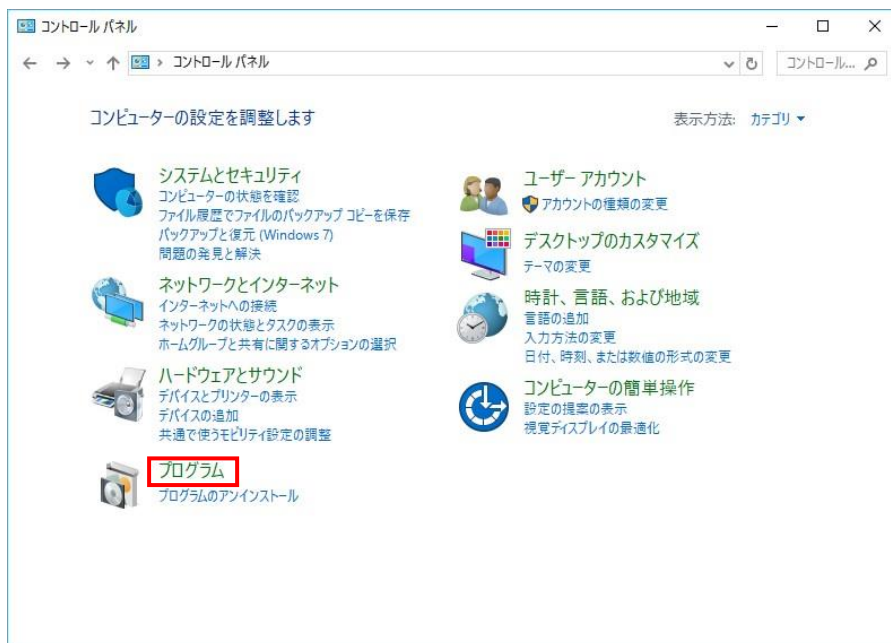 コントロール パネル
コントロール パネル
コントロール...
コンピューターの設定を調整します
表示方法: カテゴリ
システムとセキュリティ
コンピューターの状態を確認
ファイル履歴でファイルのバックアップ コピーを保存
バックアップと復元 (Windows 7)
問題の発見と解決
ネットワークとインターネット
インターネットへの接続
ネットワークの状態とタスクの表示
ホームグループと共有に関するオプションの選択
ハードウェアとサウンド
デバイスとプリンターの表示
デバイスの追加
共通で使うモビリティ設定の調整
プログラム
プログラムのアンインストール
ユーザー アカウント
アカウントの種類の変更
デスクトップのカスタマイズ
テーマの変更
時計、言語、および地域
言語の追加
入力方法の変更
日付、時刻、または数値の形式の変更
コンピューターの簡単操作
設定の提案の表示
視覚ディスプレイの最適化